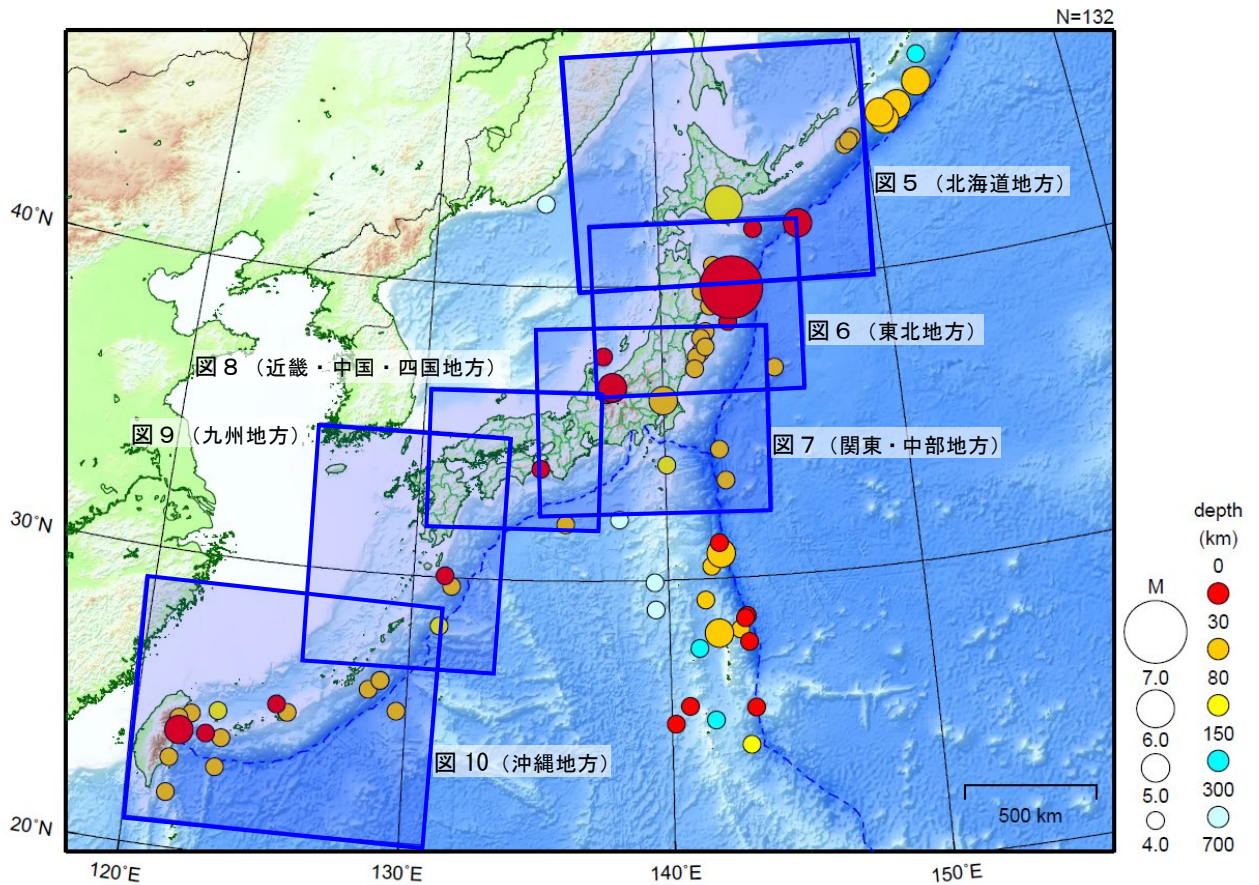 N=132
40°N
30°N
20°N
120°E
130°E
140°E
150°E
図5（北海道地方）
図6（東北地方）
図8（近畿・中国・四国地方）
図9（九州地方）
図7（関東・中部地方）
図10（沖縄地方）
500 km
M
7.0
6.0
5.0
4.0
depth
(km)
0
30
80
150
300
700